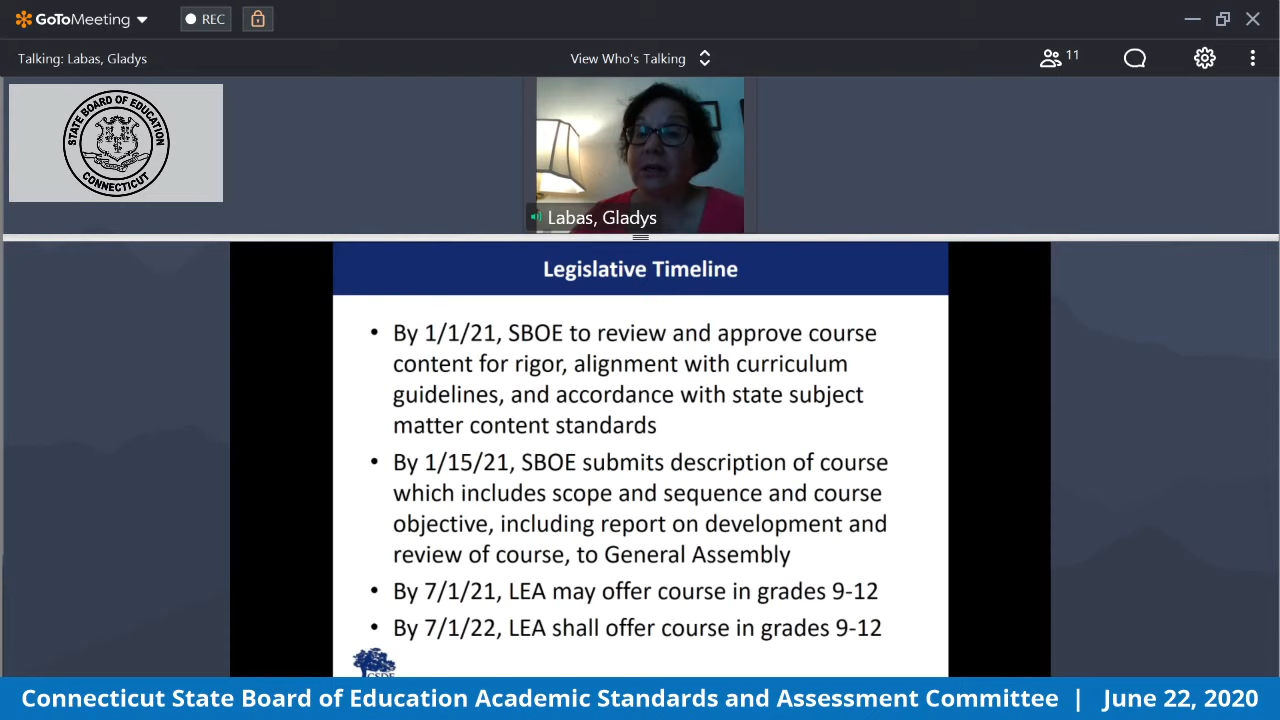 GoToMeeting
REC
Talking: Labas, Gladys
View Who's Talking
11
STATE BOARD OF EDUCATION
CONNECTICUT
Labas, Gladys
Legislative Timeline
• By 1/1/21, SBOE to review and approve course
content for rigor, alignment with curriculum
guidelines, and accordance with state subject
matter content standards
• By 1/15/21, SBOE submits description of course
which includes scope and sequence and course
objective, including report on development and
review of course, to General Assembly
• By 7/1/21, LEA may offer course in grades 9-12
• By 7/1/22, LEA shall offer course in grades 9-12
CSDE
Connecticut State Board of Education Academic Standards and Assessment Committee | June 22, 2020